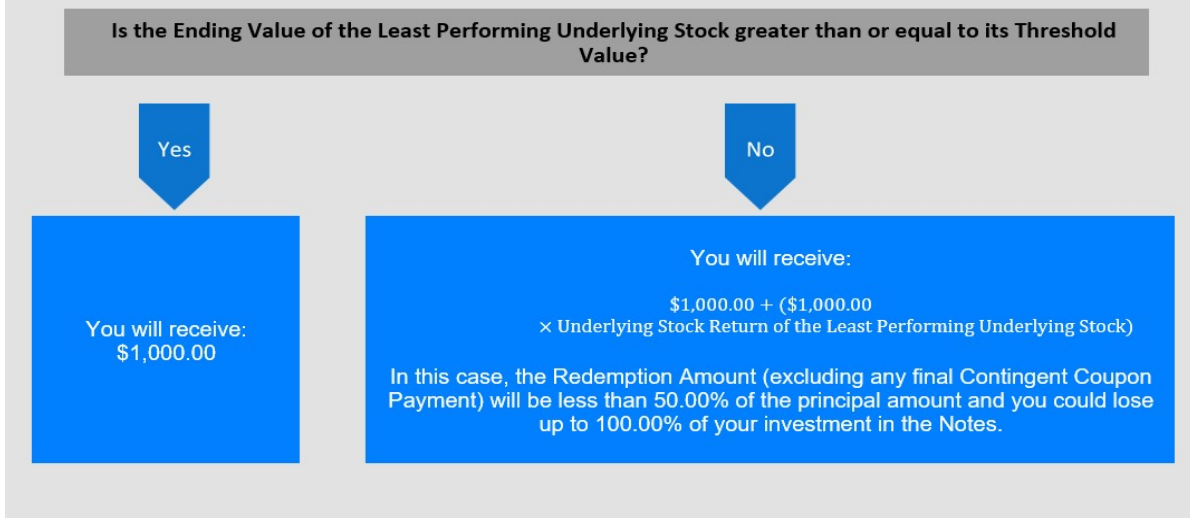 Is the Ending Value of the Least Performing Underlying Stock greater than or equal to its Threshold
Value?
Yes
No
You will receive:
$1,000.00
You will receive:
$1,000.00 + ($1,000.00
× Underlying Stock Return of the Least Performing Underlying Stock)
In this case, the Redemption Amount (excluding any final Contingent Coupon
Payment) will be less than 50.00% of the principal amount and you could lose
up to 100.00% of your investment in the Notes.